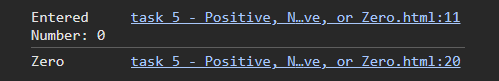 Entered task 5 - Positive, N…ve, or Zero.html:11
Number: 0
Zero task 5 - Positive, N…ve, or Zero.html:20